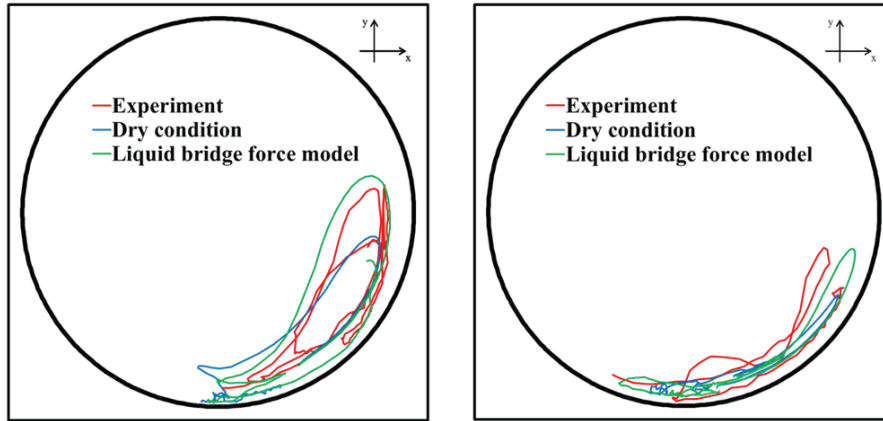 y
x
Experiment
Dry condition
Liquid bridge force model
y
x
Experiment
Dry condition
Liquid bridge force model